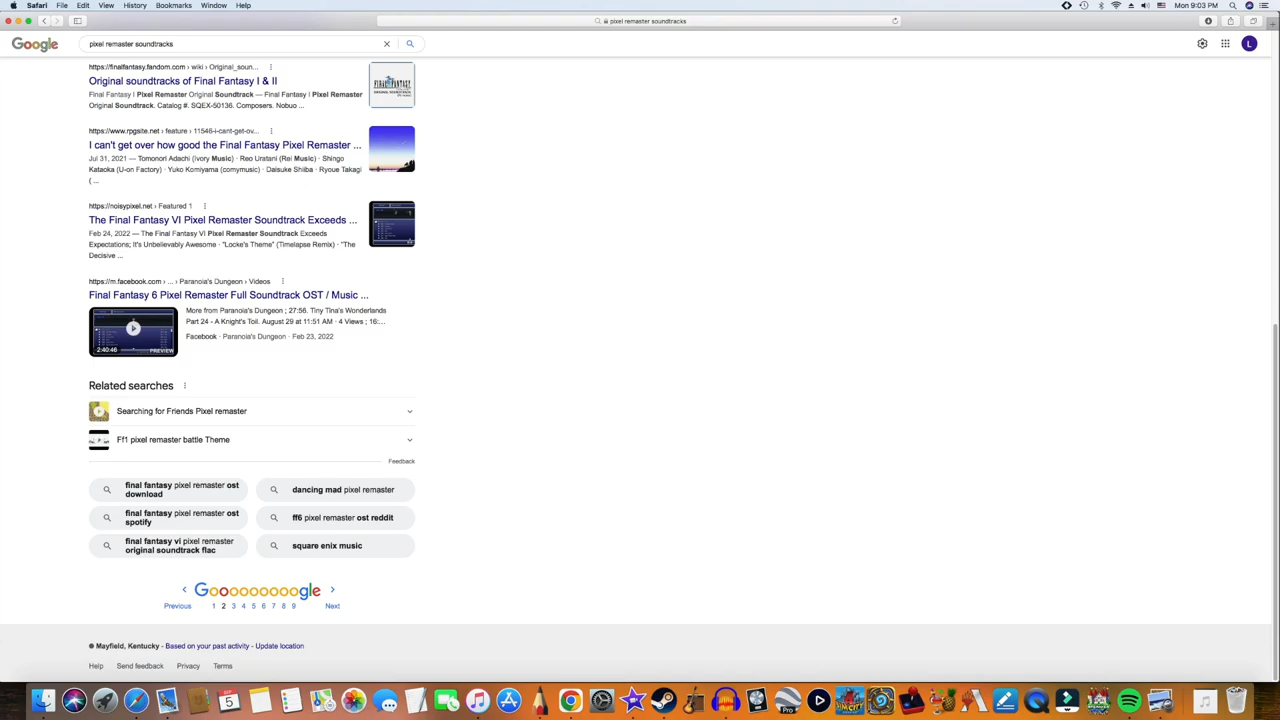 Safari File Edit View History Bookmarks Window Help
Mon 9:03 PM
pixel remaster soundtracks
Google
pixel remaster soundtracks
L
https://finalfantasy.fandom.com › wiki › Original_soun...
Original soundtracks of Final Fantasy I & II
Final Fantasy I Pixel Remaster Original Soundtrack — Final Fantasy I Pixel Remaster
Original Soundtrack. Catalog #. SQEX-50136. Composers. Nobuo ...
https://www.rpgsite.net › feature › 11546-i-cant-get-ov...
I can't get over how good the Final Fantasy Pixel Remaster ...
Jul 31, 2021 — Tomonori Adachi (Ivory Music) · Reo Uratani (Rei Music) · Shingo
Kataoka (U-on Factory) · Yuko Komiyama (comymusic) · Daisuke Shiiba · Ryoue Takagi
( ...
https://noisypixel.net › Featured 1
The Final Fantasy VI Pixel Remaster Soundtrack Exceeds ...
Feb 24, 2022 — The Final Fantasy VI Pixel Remaster Soundtrack Exceeds
Expectations; It's Unbelievably Awesome · "Locke's Theme" (Timelapse Remix) · "The
Decisive ...
https://m.facebook.com › ... › Paranoia's Dungeon › Videos
Final Fantasy 6 Pixel Remaster Full Soundtrack OST / Music ...
More from Paranoia's Dungeon ; 27:56. Tiny Tina's Wonderlands
Part 24 - A Knight's Toil. August 29 at 11:51 AM · 4 Views ; 16:...
Facebook · Paranoia's Dungeon · Feb 23, 2022
2:40:46 PREVIEW
Related searches
Searching for Friends Pixel remaster
Ff1 pixel remaster battle Theme
Feedback
final fantasy pixel remaster ost
download
dancing mad pixel remaster
final fantasy pixel remaster ost
spotify
ff6 pixel remaster ost reddit
final fantasy vi pixel remaster
original soundtrack flac
square enix music
Goooooooooogle
Previous 1 2 3 4 5 6 7 8 9 Next
Mayfield, Kentucky - Based on your past activity - Update location
Help Send feedback Privacy Terms